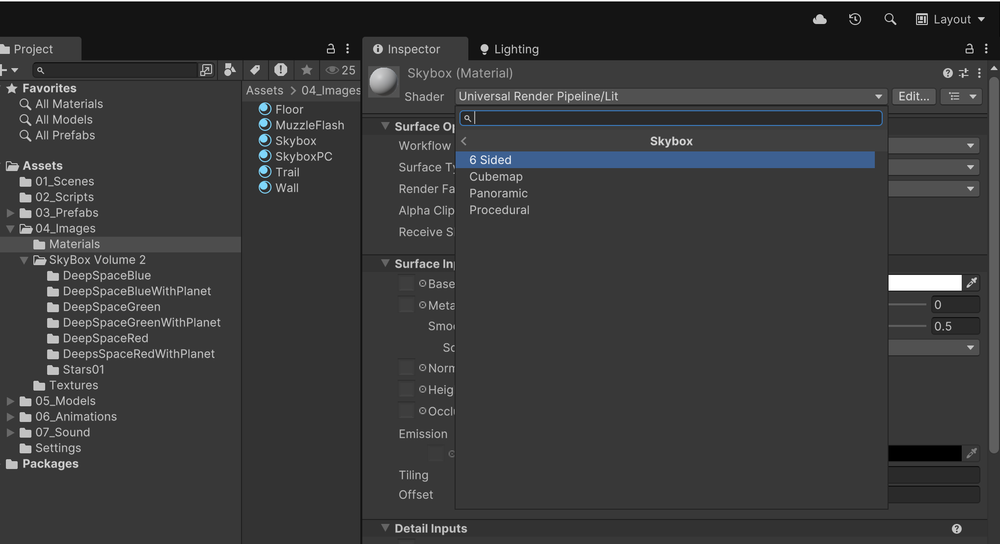 Layout
Project
25
Favorites
All Materials
All Models
All Prefabs
Assets
01_Scenes
02_Scripts
03_Prefabs
04_Images
Materials
SkyBox Volume 2
DeepSpaceBlue
DeepSpaceBlueWithPlanet
DeepSpaceGreen
DeepSpaceGreenWithPlanet
DeepSpaceRed
DeepsSpaceRedWithPlanet
Stars01
Textures
05_Models
06_Animations
07_Sound
Settings
Packages
Assets > 04_Images
Floor
MuzzleFlash
Skybox
SkyboxPC
Trail
Wall
Inspector
Lighting
Skybox (Material)
Shader
Universal Render Pipeline/Lit
Edit...
Skybox
6 Sided
Cubemap
Panoramic
Procedural
Surface Op
Workflow
Surface Ty
Render Fa
Alpha Clip
Receive S
Surface In
Base
Meta
0
Smo
0.5
So
Norm
Heig
Occl
Emission
Tiling
Offset
Detail Inputs